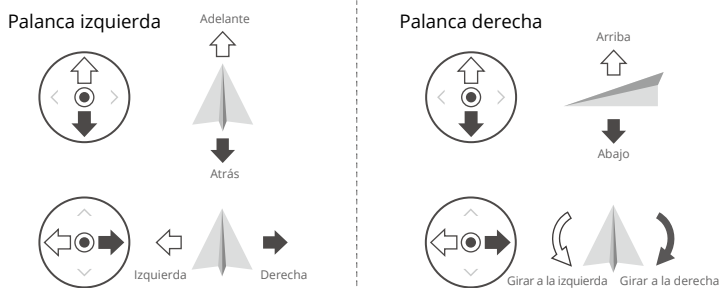 Palanca izquierda
Adelante
Atrás
Izquierda
Derecha
Palanca derecha
Arriba
Abajo
Girar a la izquierda
Girar a la derecha